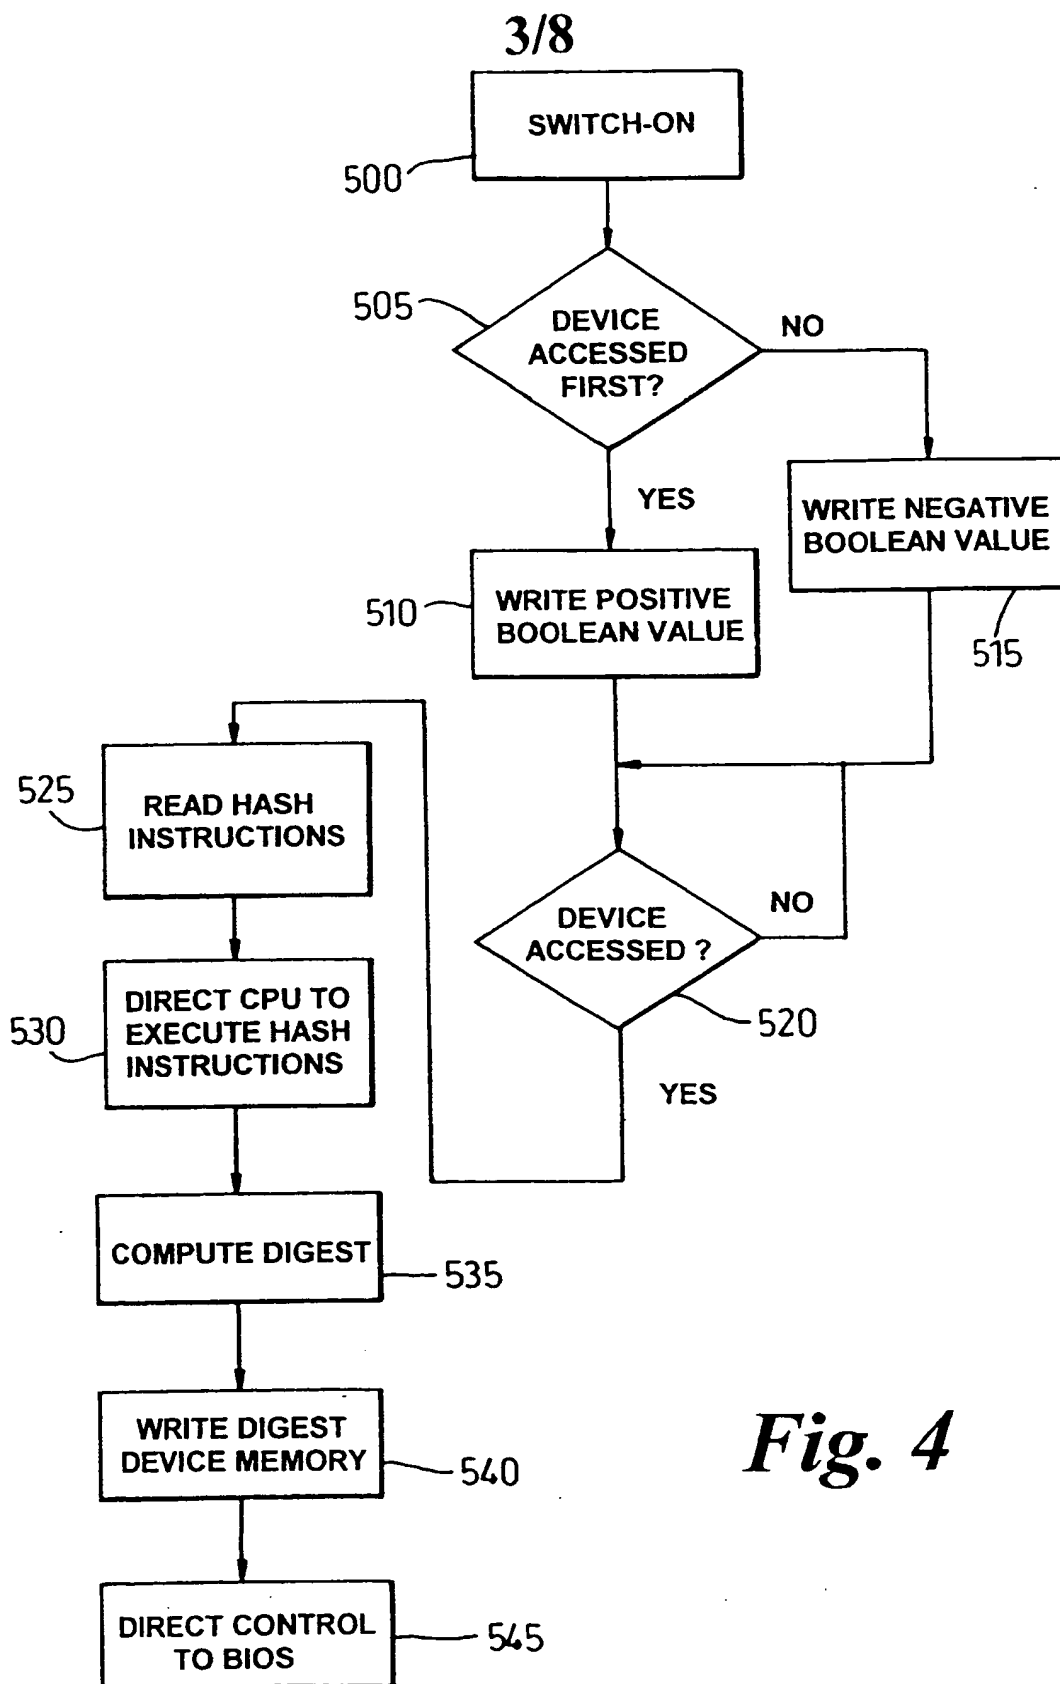 3/8
SWITCH-ON
500
505
DEVICE
ACCESSED
FIRST?
NO
YES
WRITE NEGATIVE
BOOLEAN VALUE
515
510
WRITE POSITIVE
BOOLEAN VALUE
525
READ HASH
INSTRUCTIONS
DEVICE
ACCESSED ?
NO
520
YES
530
DIRECT CPU TO
EXECUTE HASH
INSTRUCTIONS
COMPUTE DIGEST
535
WRITE DIGEST
DEVICE MEMORY
540
Fig. 4
DIRECT CONTROL
TO BIOS
545